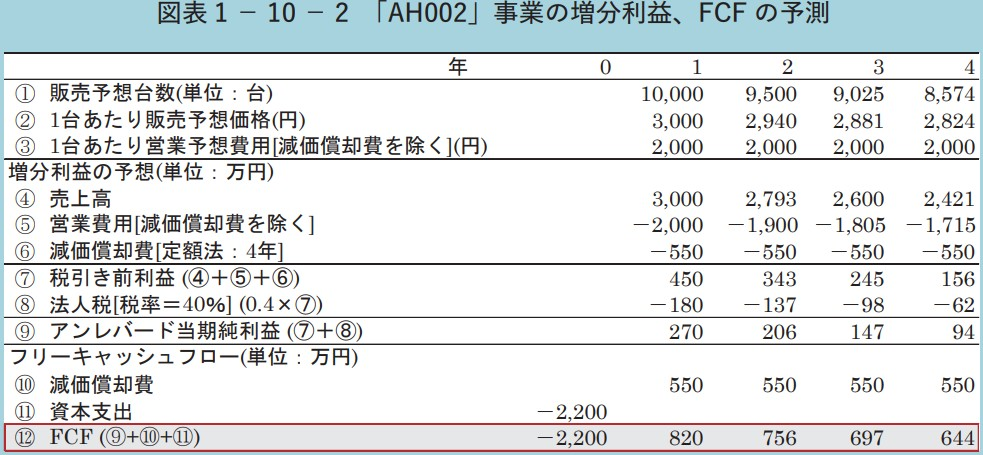 図表1-10-2 「AH002」事業の増分利益、FCFの予測
年 0 1 2 3 4
① 販売予想台数(単位:台) 10,000 9,500 9,025 8,574
② 1台あたり販売予想価格(円) 3,000 2,940 2,881 2,824
③ 1台あたり営業予想費用[減価償却費を除く](円) 2,000 2,000 2,000 2,000
増分利益の予想(単位:万円)
④ 売上高 3,000 2,793 2,600 2,421
⑤ 営業費用[減価償却費を除く] -2,000 -1,900 -1,805 -1,715
⑥ 減価償却費[定額法:4年] -550 -550 -550 -550
⑦ 税引き前利益 (④+⑤+⑥) 450 343 245 156
⑧ 法人税[税率=40%] (0.4×⑦) -180 -137 -98 -62
⑨ アンレバード当期純利益 (⑦+⑧) 270 206 147 94
フリーキャッシュフロー(単位:万円)
⑩ 減価償却費 550 550 550 550
⑪ 資本支出 -2,200
⑫ FCF (⑨+⑩+⑪) -2,200 820 756 697 644